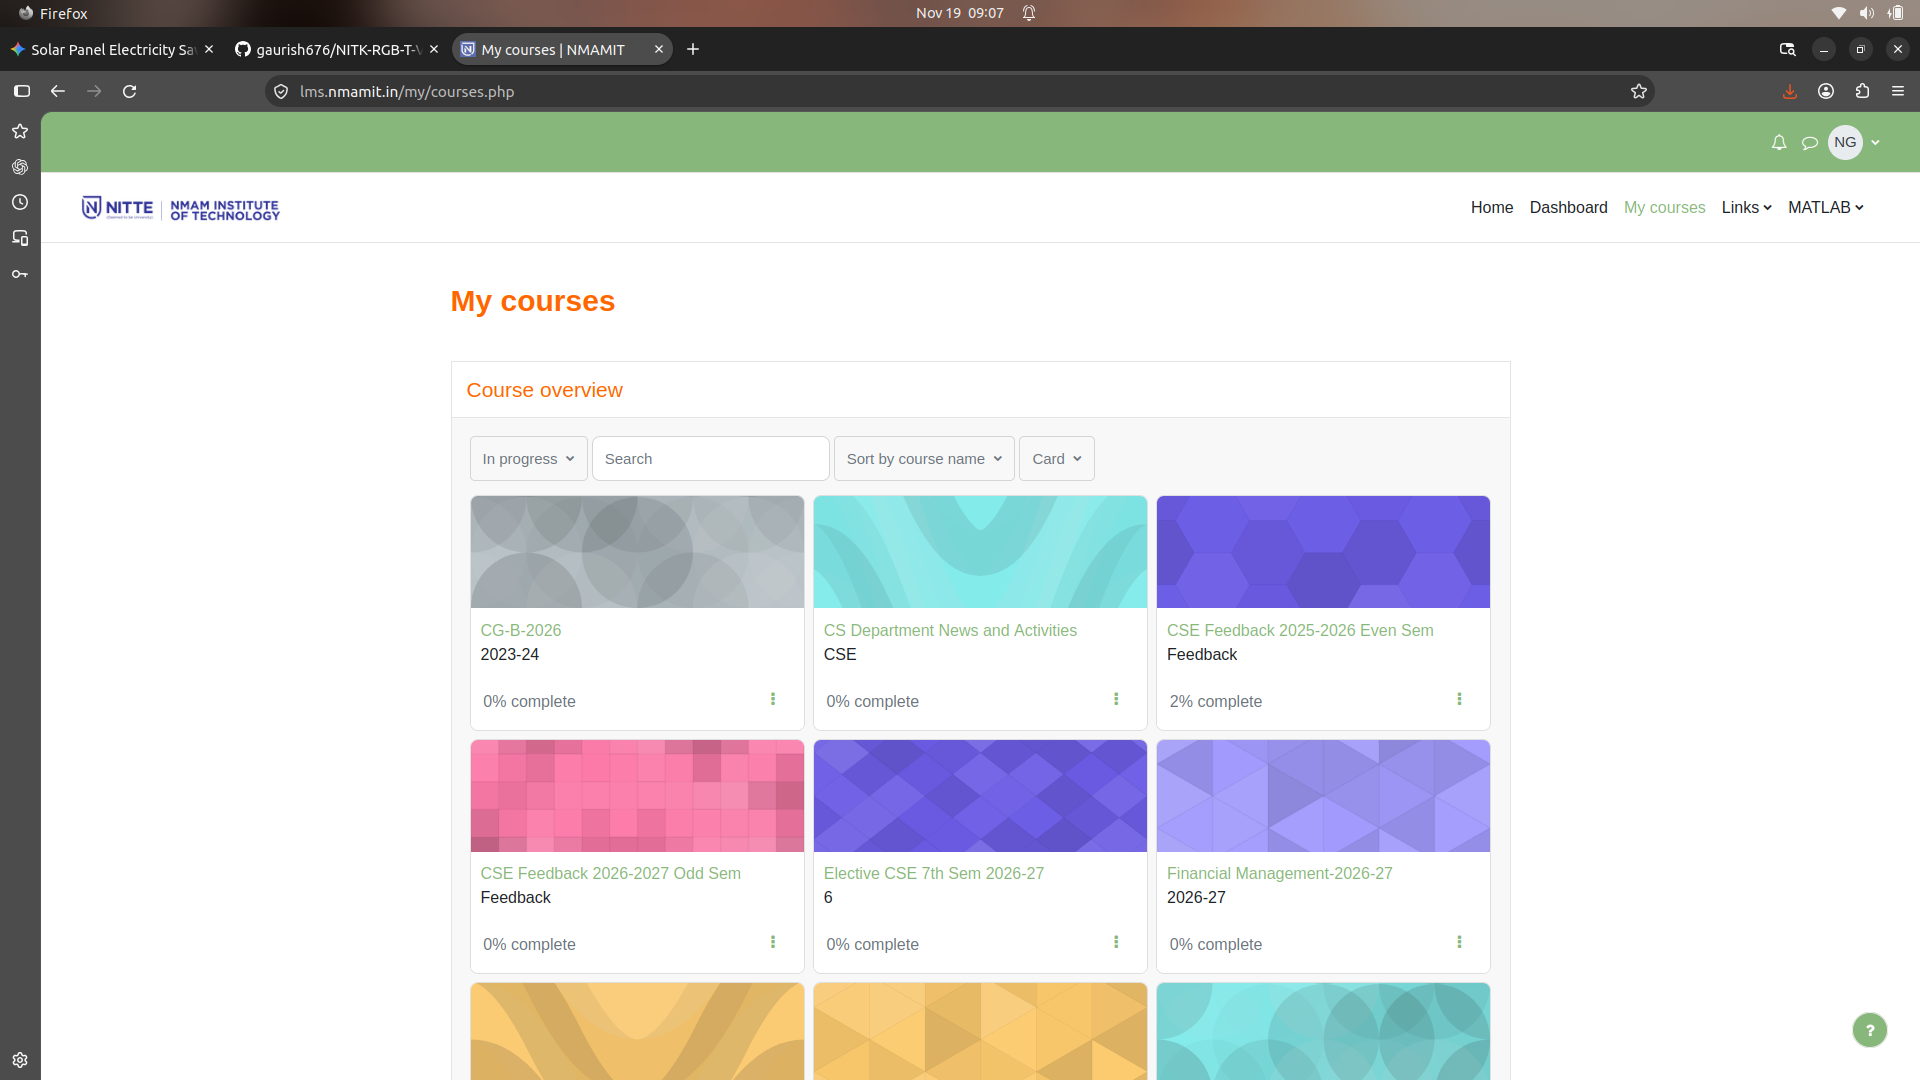 Firefox
Nov 19 09:07
Solar Panel Electricity Sa
gaurish676/NITK-RGB-T-V
My courses | NMAMIT
lms.nmamit.in/my/courses.php
NG
NITTE
NMAM INSTITUTE
OF TECHNOLOGY
Home
Dashboard
My courses
Links
MATLAB
My courses
Course overview
In progress
Search
Sort by course name
Card
CG-B-2026
2023-24
0% complete
CS Department News and Activities
CSE
0% complete
CSE Feedback 2025-2026 Even Sem
Feedback
2% complete
CSE Feedback 2026-2027 Odd Sem
Feedback
0% complete
Elective CSE 7th Sem 2026-27
6
0% complete
Financial Management-2026-27
2026-27
0% complete
?